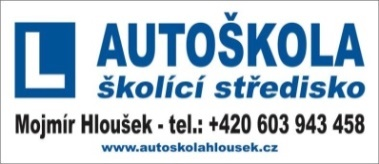 L AUTOŠKOLA
školící středisko
Mojmír Hloušek - tel.: +420 603 943 458
www.autoskolahlousek.cz